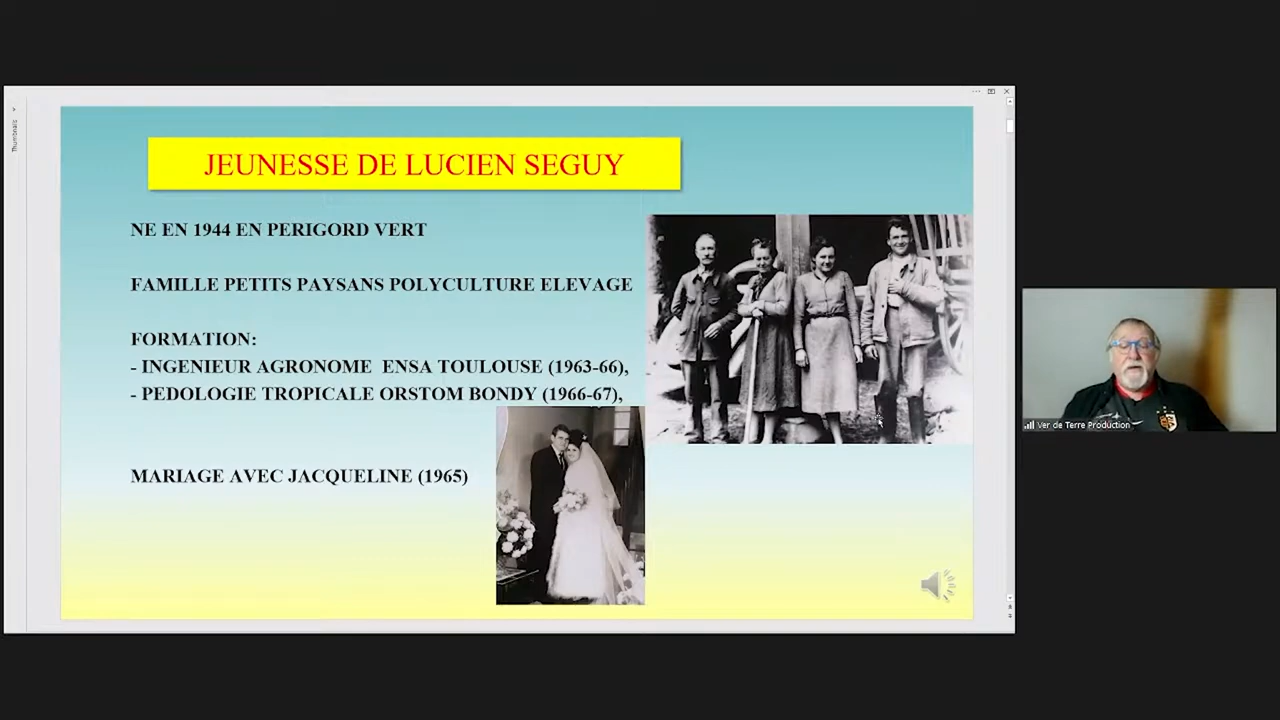 Thumbnails
JEUNESSE DE LUCIEN SEGUY
NE EN 1944 EN PERIGORD VERT
FAMILLE PETITS PAYSANS POLYCULTURE ELEVAGE
FORMATION:
- INGENIEUR AGRONOME ENSA TOULOUSE (1963-66),
- PEDOLOGIE TROPICALE ORSTOM BONDY (1966-67),
MARIAGE AVEC JACQUELINE (1965)
Ver de Terre Production